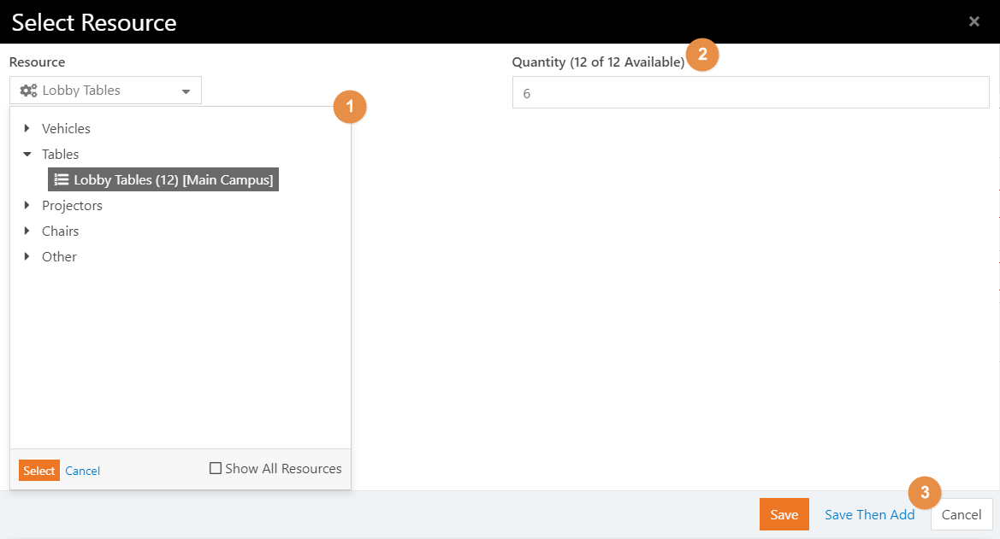 Select Resource
×
Resource
Quantity (12 of 12 Available)
2
Lobby Tables
6
1
Vehicles
Tables
Lobby Tables (12) [Main Campus]
Projectors
Chairs
Other
Select Cancel Show All Resources
3
Save Save Then Add Cancel